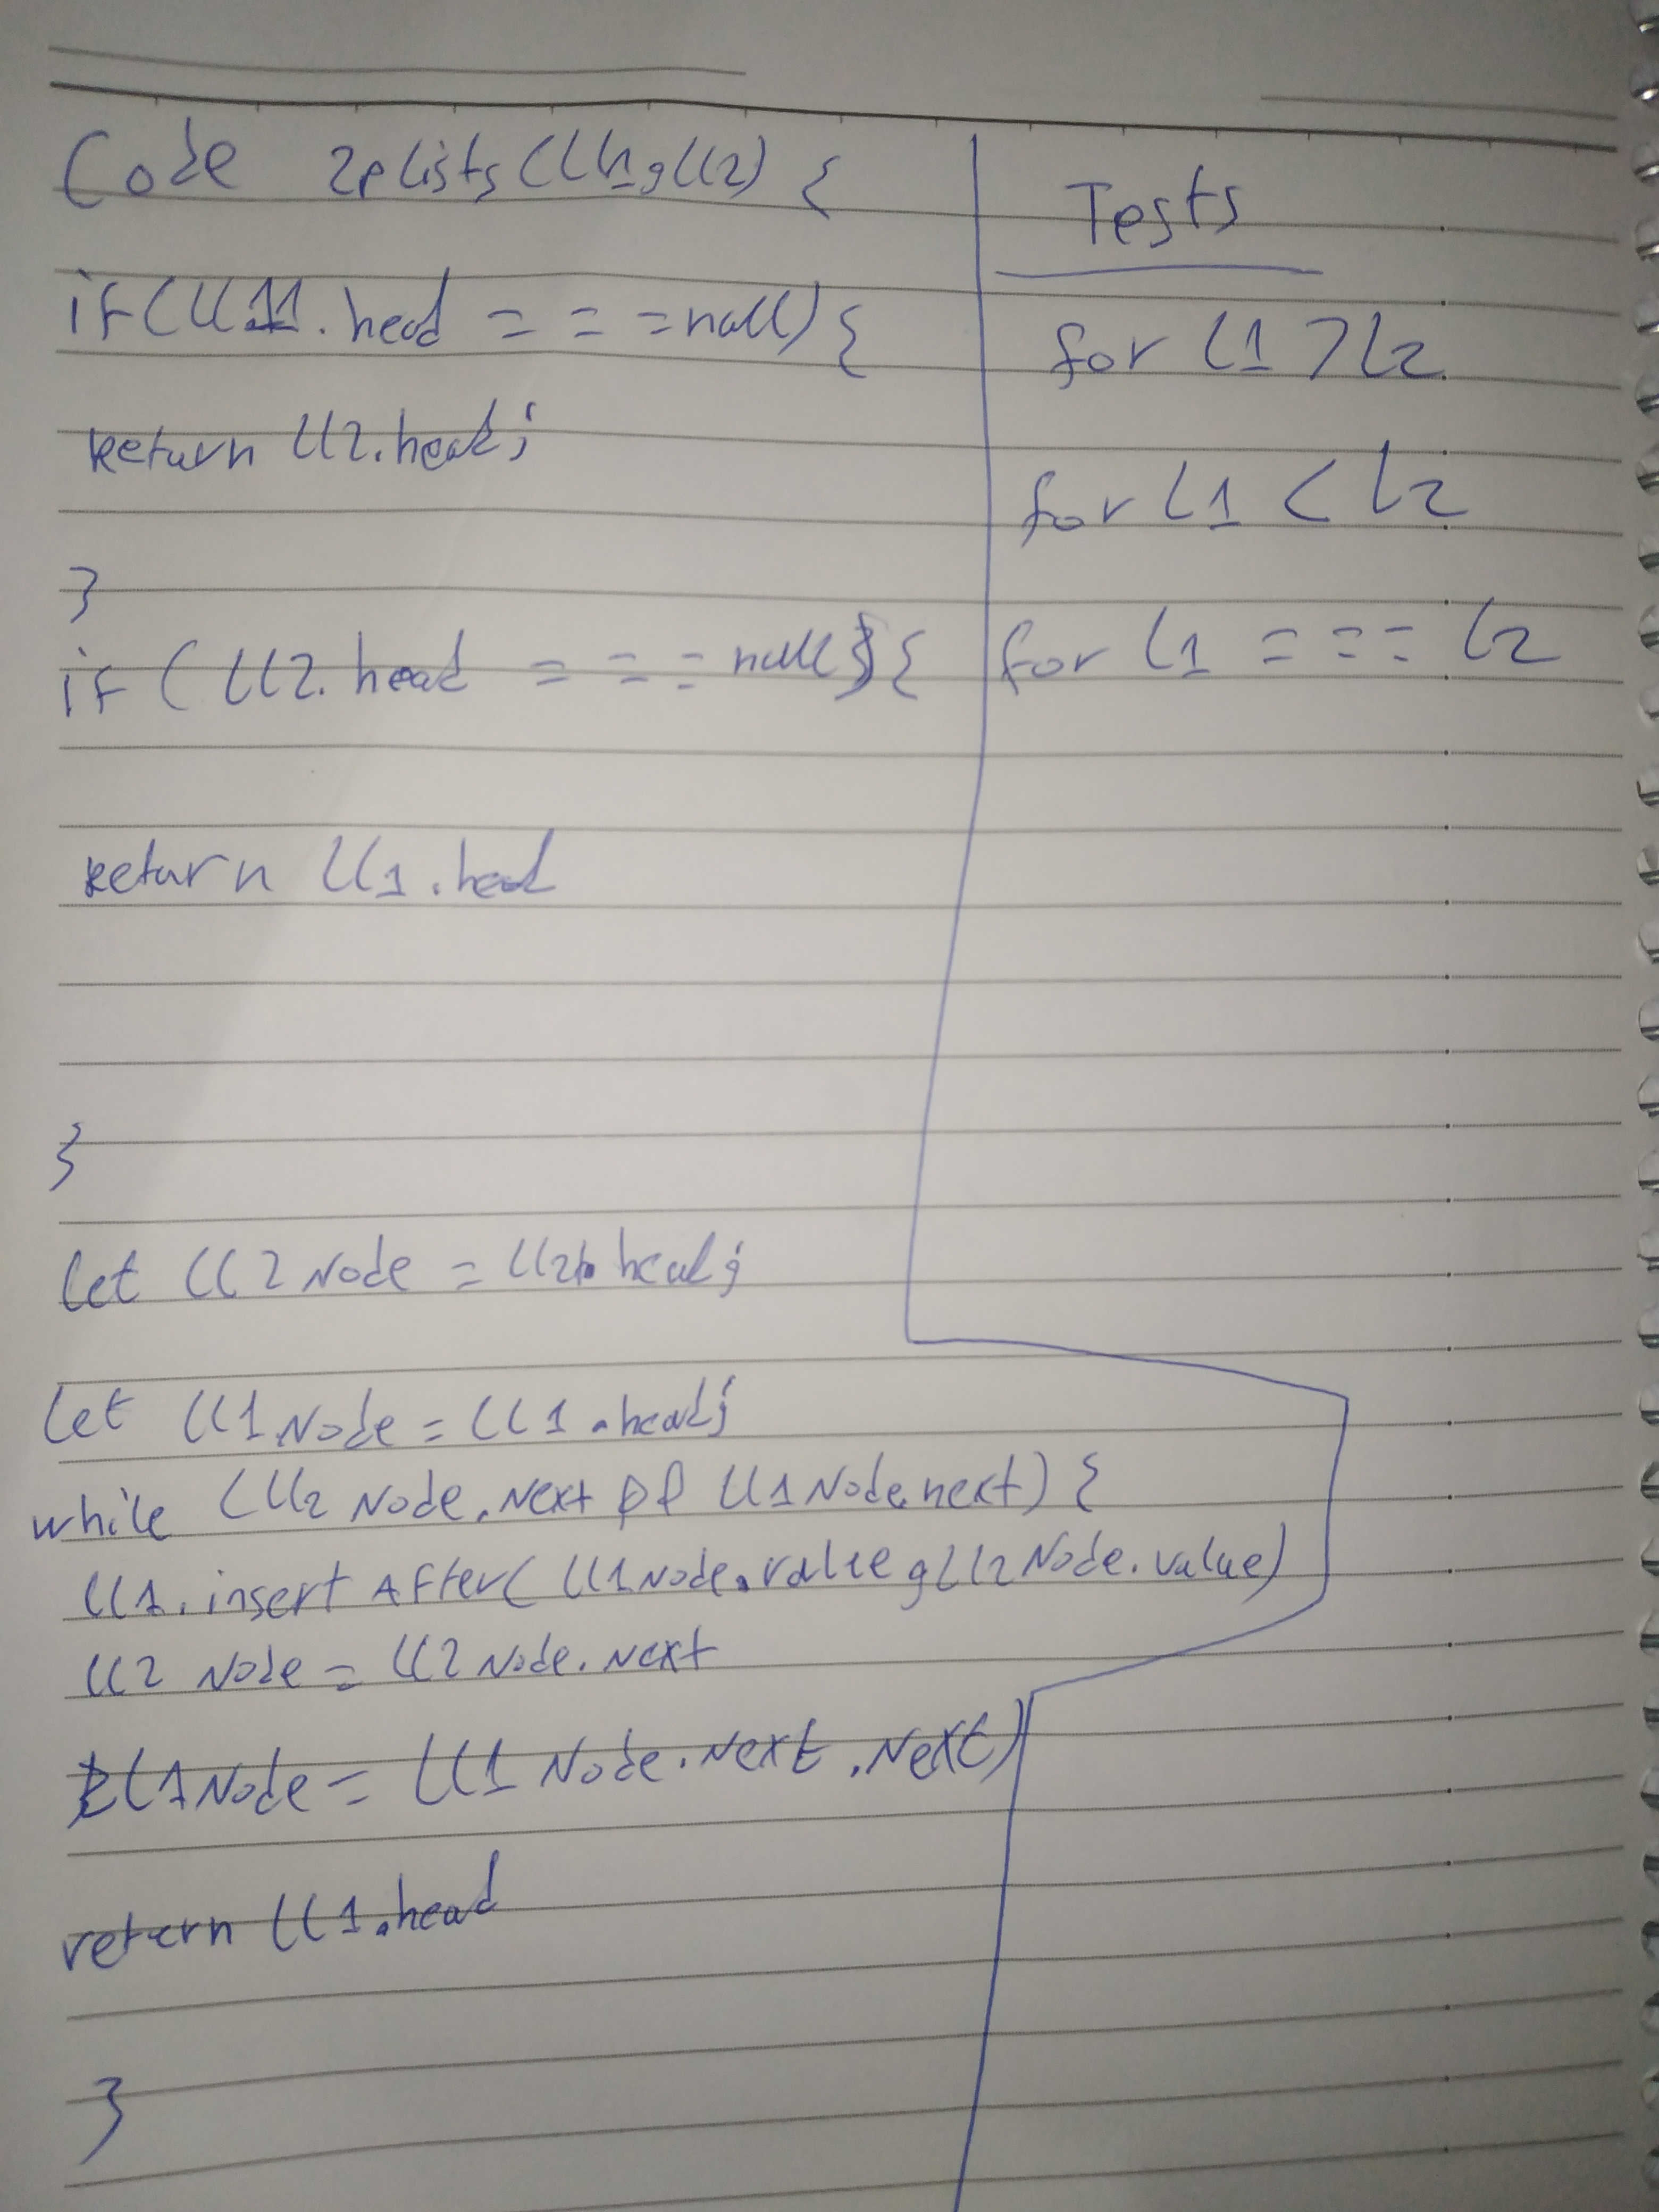 Code zplists(ll1,ll2) {
if(ll1.head = = =null) {
return ll2.head;
}
if (ll2.head = = =null) {
return ll1.head
}
let ll2Node = ll2.head;
let ll1Node = ll1.head;
while (ll2Node.Next && ll1Node.next) {
ll1.insertAfter(ll1Node.value,ll2Node.value)
ll2Node = ll2Node.Next
ll1Node = ll1Node.Next.Next)
return ll1.head
}
Tests
for l1 > l2
for l1 < l2
for l1 = = = l2